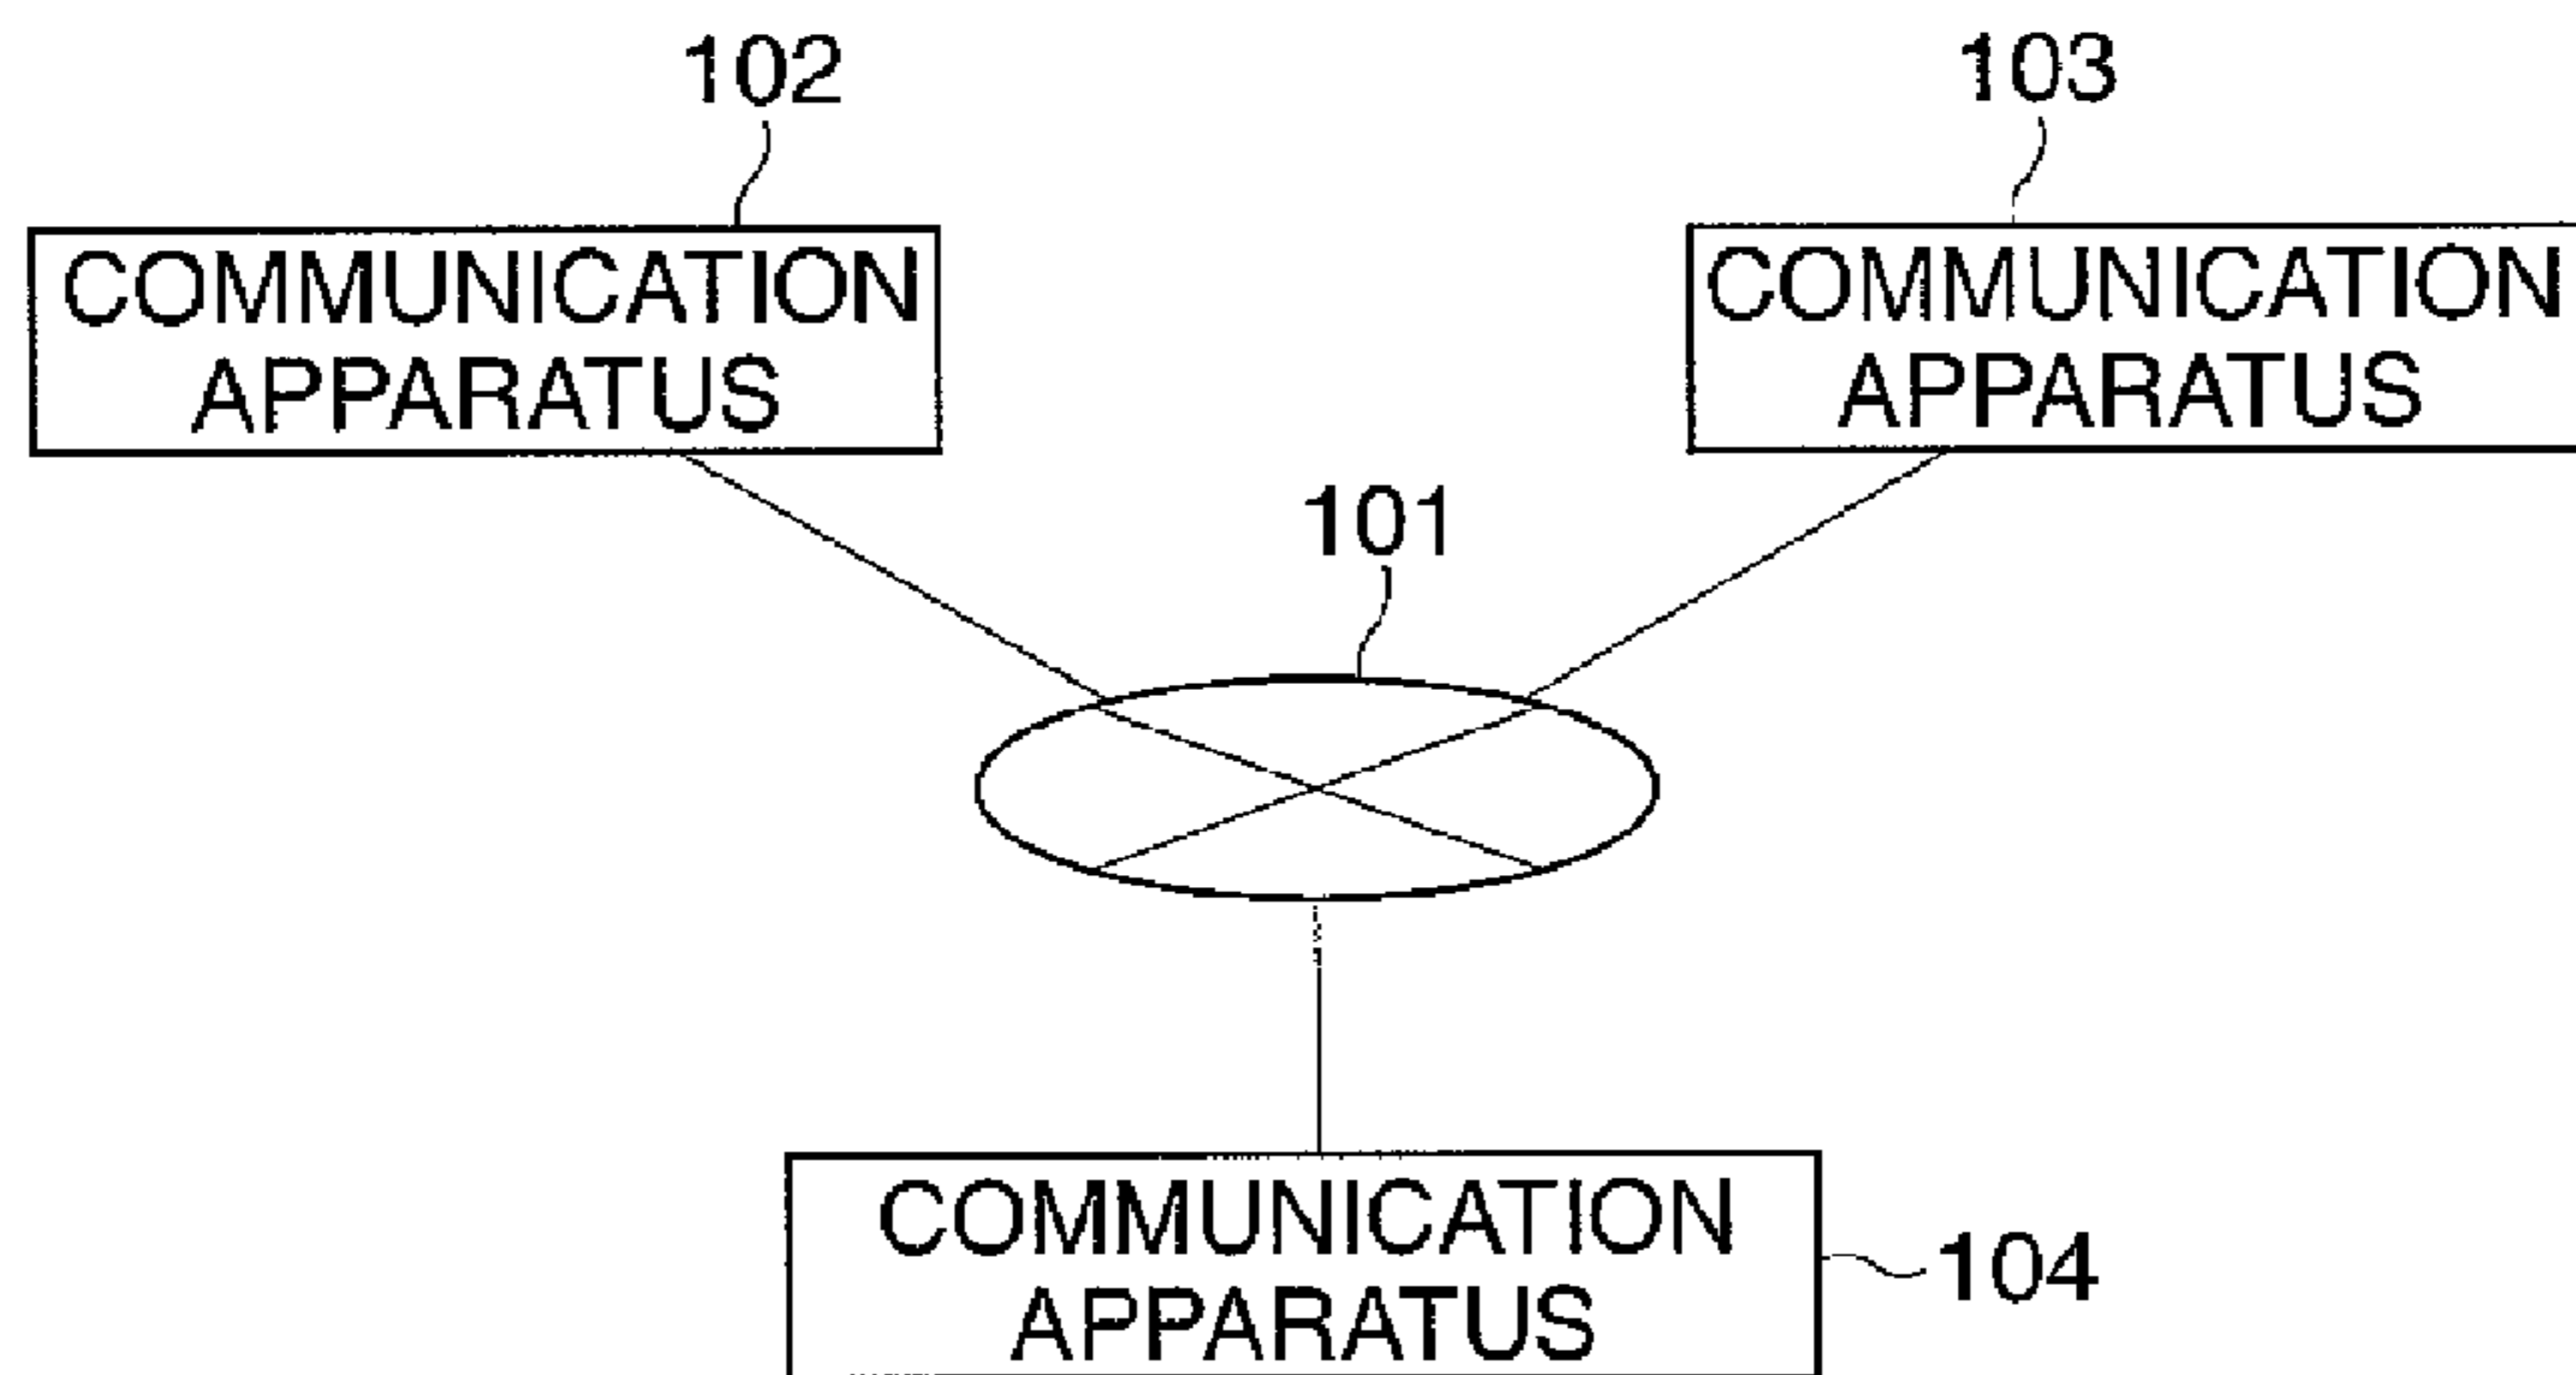 102
103
COMMUNICATION
APPARATUS
COMMUNICATION
APPARATUS
101
COMMUNICATION
APPARATUS
104